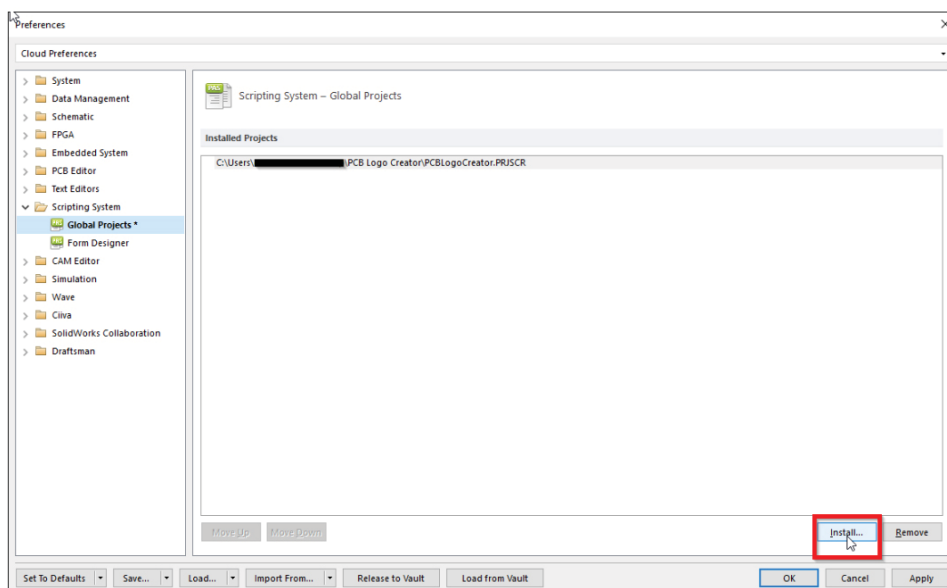 Preferences
Cloud Preferences
System
Data Management
Schematic
FPGA
Embedded System
PCB Editor
Text Editors
Scripting System
Global Projects *
Form Designer
CAM Editor
Simulation
Wave
Ciiva
SolidWorks Collaboration
Draftsman
Scripting System – Global Projects
Installed Projects
C:\Users\ \PCB Logo Creator\PCBLogoCreator.PRJSCR
Move Up Move Down Install... Remove
Set To Defaults Save... Load... Import From... Release to Vault Load from Vault OK Cancel Apply